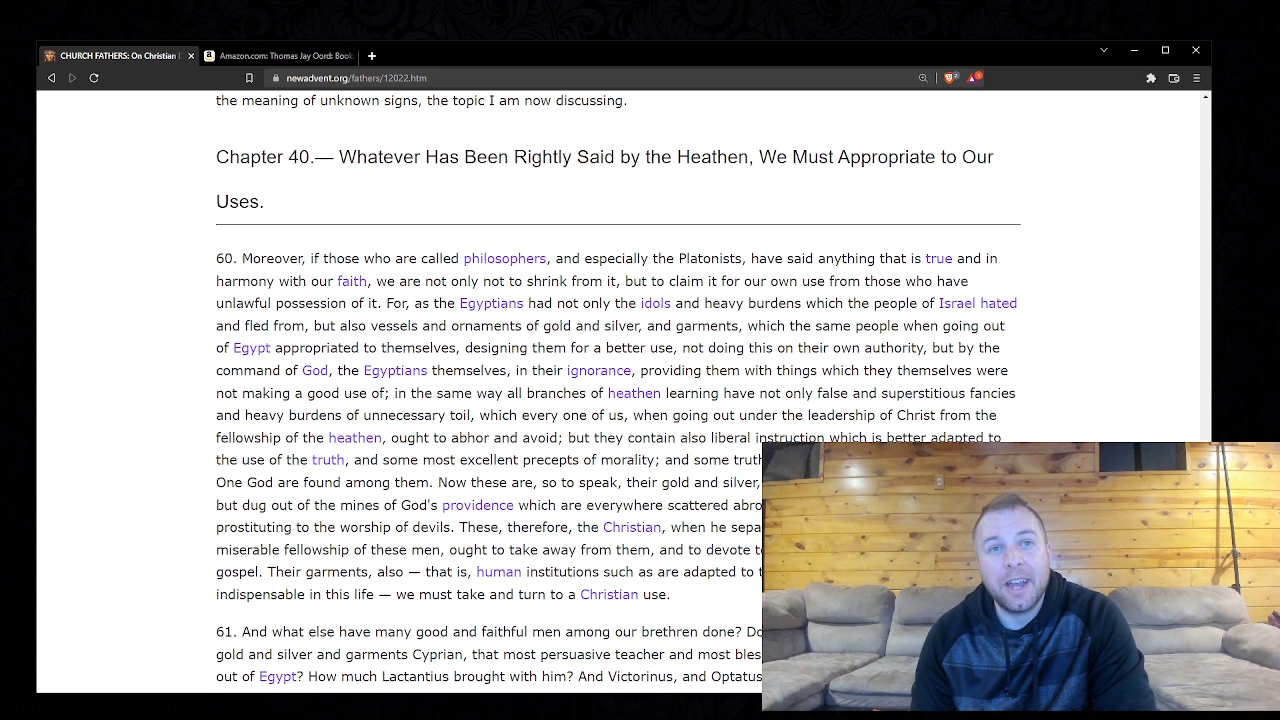 CHURCH FATHERS: On Christian
Amazon.com: Thomas Jay Oord: Book
newadvent.org/fathers/12022.htm
2
1
the meaning of unknown signs, the topic I am now discussing.
Chapter 40.— Whatever Has Been Rightly Said by the Heathen, We Must Appropriate to Our
Uses.
60. Moreover, if those who are called philosophers, and especially the Platonists, have said anything that is true and in
harmony with our faith, we are not only not to shrink from it, but to claim it for our own use from those who have
unlawful possession of it. For, as the Egyptians had not only the idols and heavy burdens which the people of Israel hated
and fled from, but also vessels and ornaments of gold and silver, and garments, which the same people when going out
of Egypt appropriated to themselves, designing them for a better use, not doing this on their own authority, but by the
command of God, the Egyptians themselves, in their ignorance, providing them with things which they themselves were
not making a good use of; in the same way all branches of heathen learning have not only false and superstitious fancies
and heavy burdens of unnecessary toil, which every one of us, when going out under the leadership of Christ from the
fellowship of the heathen, ought to abhor and avoid; but they contain also liberal instruction which is better adapted to
the use of the truth, and some most excellent precepts of morality; and some truth
One God are found among them. Now these are, so to speak, their gold and silver,
but dug out of the mines of God's providence which are everywhere scattered abro
prostituting to the worship of devils. These, therefore, the Christian, when he sepa
miserable fellowship of these men, ought to take away from them, and to devote to
gospel. Their garments, also — that is, human institutions such as are adapted to t
indispensable in this life — we must take and turn to a Christian use.
61. And what else have many good and faithful men among our brethren done? Do
gold and silver and garments Cyprian, that most persuasive teacher and most bles
out of Egypt? How much Lactantius brought with him? And Victorinus, and Optatus